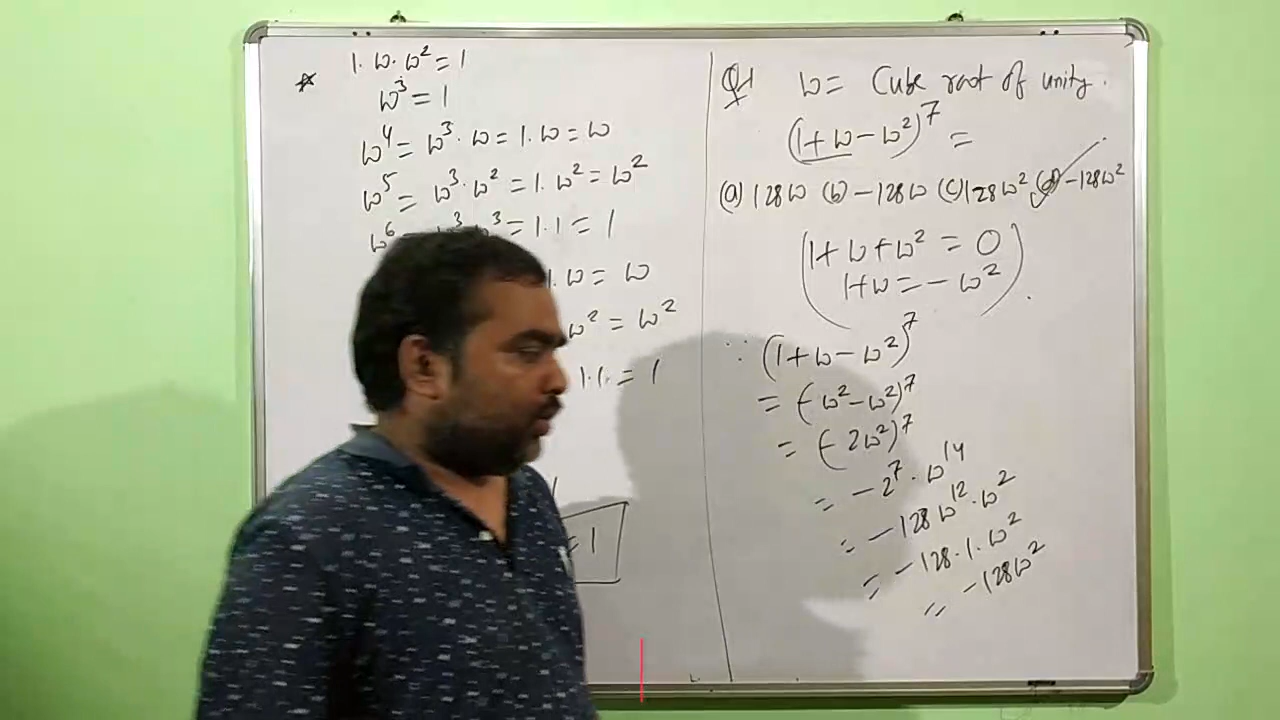 * 1. ω. ω² = 1
ω³ = 1
ω⁴ = ω³. ω = 1. ω = ω
ω⁵ = ω³. ω² = 1. ω² = ω²
ω⁶ ω³ = 1. 1 = 1
1. ω = ω
ω² = ω²
1. 1. = 1
= 1
Q1 ω = Cube root of unity.
(1 + ω - ω²)⁷ =
(a) 128ω (b) - 128ω (c) 128ω² (d) - 128ω²
(1 + ω + ω² = 0
1 + ω = - ω²).
∵ (1 + ω - ω²)⁷
= (- ω² - ω²)⁷
= (- 2ω²)⁷
= - 2⁷. ω¹⁴
= - 128 ω¹². ω²
= - 128. 1. ω²
= - 128ω²